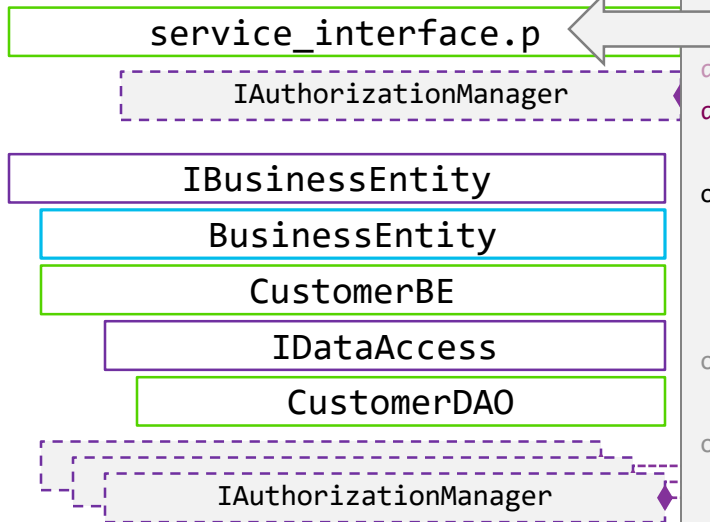 service_interface.p
IAuthorizationManager
IBusinessEntity
BusinessEntity
CustomerBE
IDataAccess
CustomerDAO
IAuthorizationManager